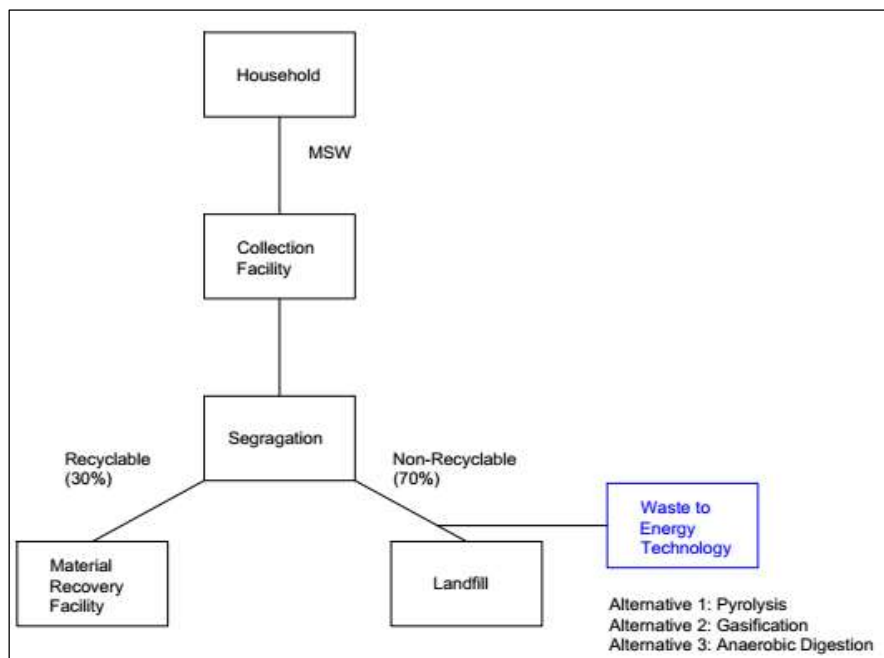 Household
MSW
Collection
Facility
Segragation
Recyclable
(30%)
Non-Recyclable
(70%)
Waste to
Energy
Technology
Material
Recovery
Facility
Landfill
Alternative 1: Pyrolysis
Alternative 2: Gasification
Alternative 3: Anaerobic Digestion